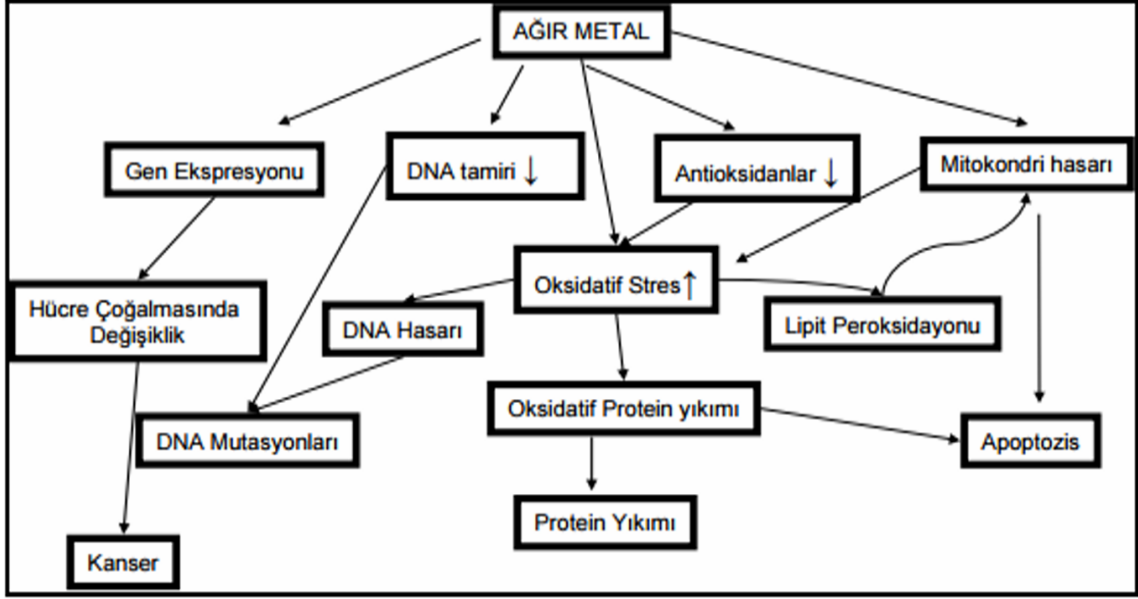 AĞIR METAL
Gen Ekspresyonu
DNA tamiri ↓
Antioksidanlar ↓
Mitokondri hasarı
Hücre Çoğalmasında
Değişiklik
DNA Hasarı
Oksidatif Stres↑
Lipit Peroksidayonu
DNA Mutasyonları
Oksidatif Protein yıkımı
Apoptozis
Protein Yıkımı
Kanser